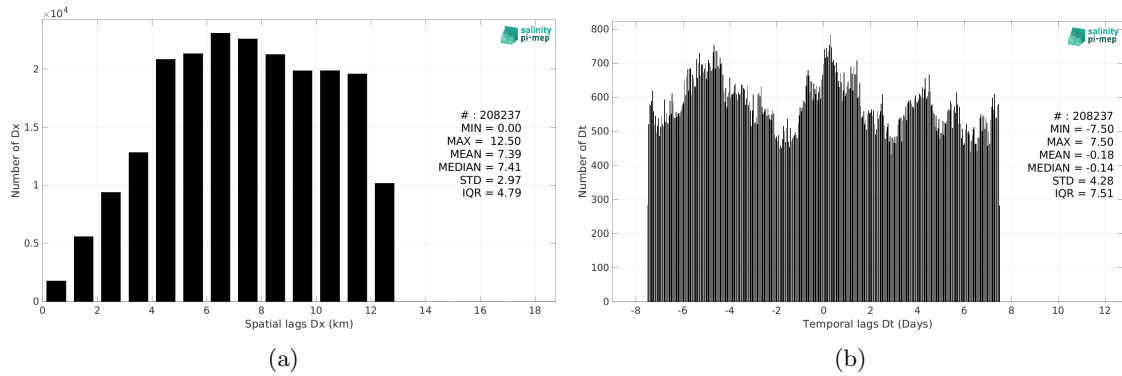 ×10⁴
salinity
pi-mep
2
1.5
1
0.5
0
Number of Dx
# : 208237
MIN = 0.00
MAX = 12.50
MEAN = 7.39
MEDIAN = 7.41
STD = 2.97
IQR = 4.79
0 2 4 6 8 10 12 14 16 18
Spatial lags Dx (km)
(a)
salinity
pi-mep
800
700
600
500
400
300
200
100
0
Number of Dt
# : 208237
MIN = -7.50
MAX = 7.50
MEAN = -0.18
MEDIAN = -0.14
STD = 4.28
IQR = 7.51
-8 -6 -4 -2 0 2 4 6 8 10 12
Temporal lags Dt (Days)
(b)